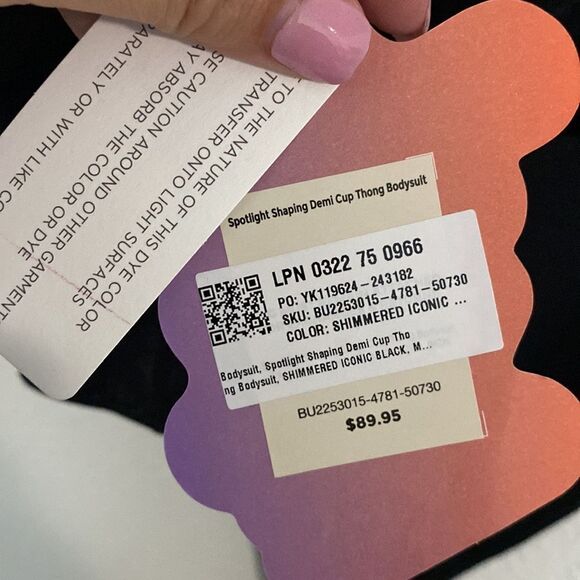 TO THE NATURE OF THIS DYE COLOR
TRANSFER ONTO LIGHT SURFACES
SE CAUTION AROUND OTHER GARMENT
AY ABSORB THE COLOR OR DYE
PARATELY OR WITH LIKE CO
Spotlight Shaping Demi Cup Thong Bodysuit
LPN 0322 75 0966
PO: YK119624-243182
SKU: BU2253015-4781-50730
COLOR: SHIMMERED ICONIC ...
Bodysuit, Spotlight Shaping Demi Cup Tho
ng Bodysuit, SHIMMERED ICONIC BLACK, M...
BU2253015-4781-50730
$89.95